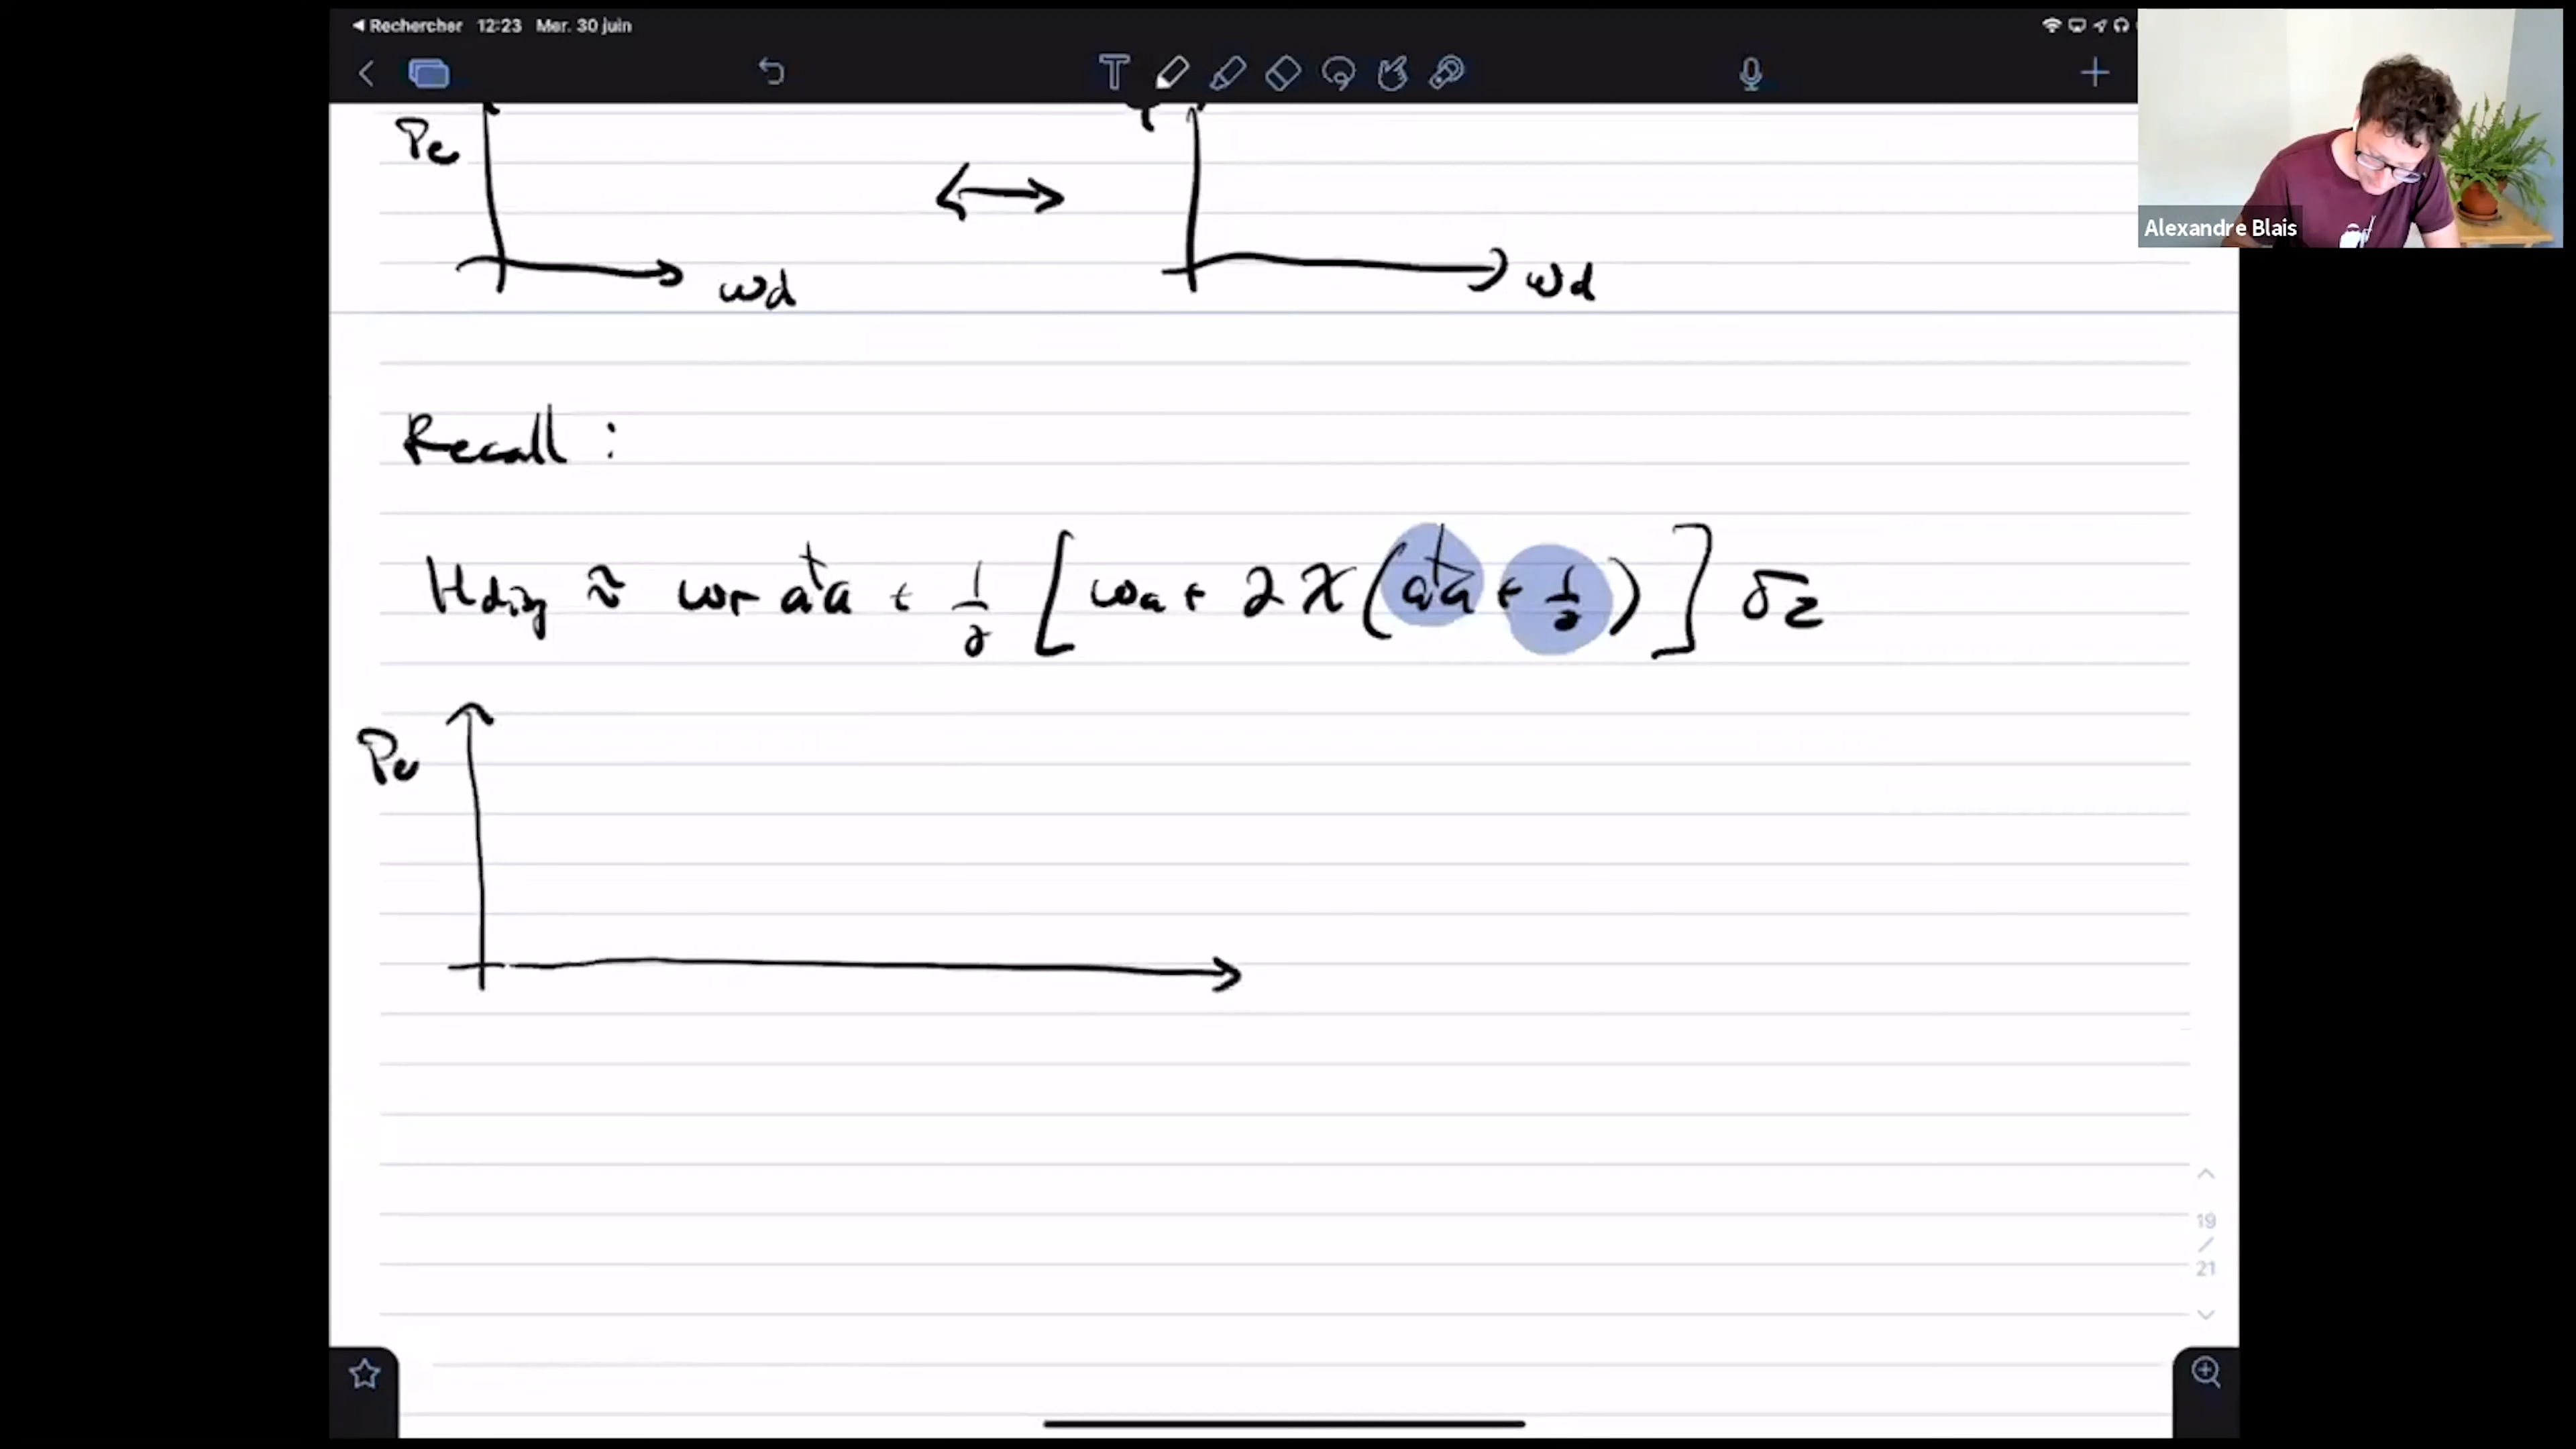 Rechercher 12:23 Mer. 30 juin
T
Alexandre Blais
Pe
ωd
ωd
Recall :
Hdisp ≈ ωr a†a + 1/2 [ ωa + 2 χ ( a†a + 1/2 ) ] σz
Pe
19
/
21